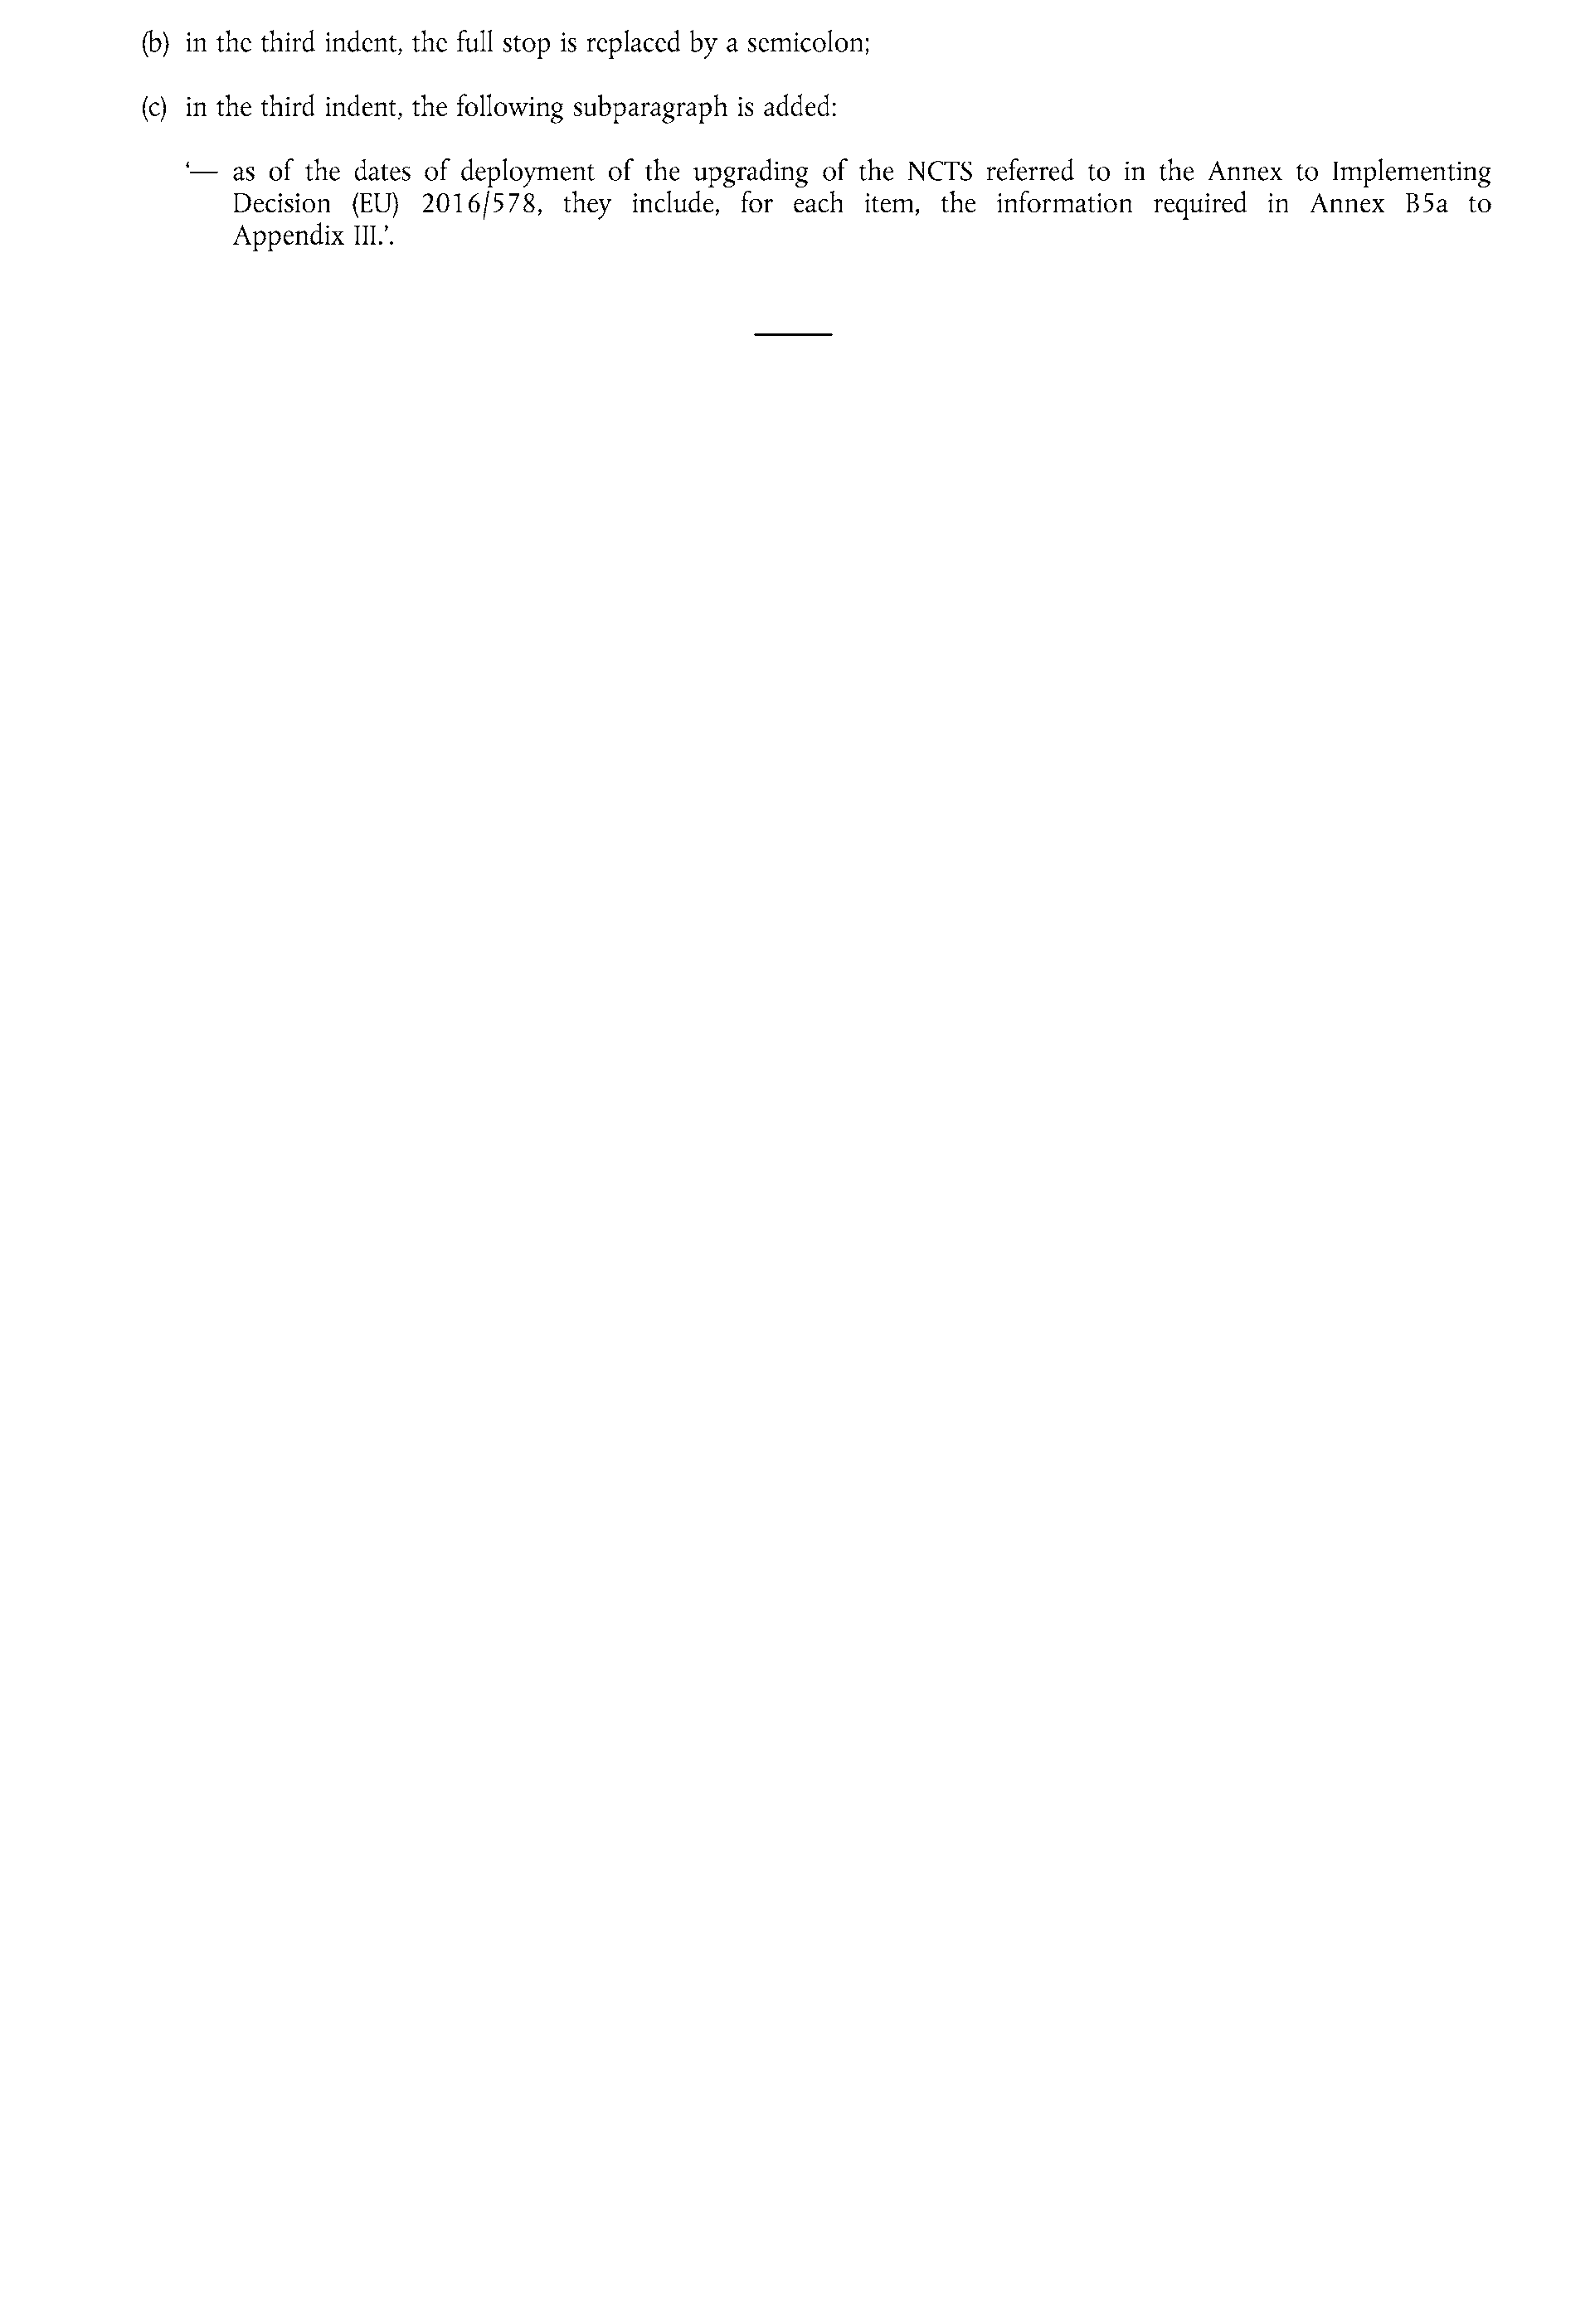 (b) in the third indent, the full stop is replaced by a semicolon;
(c) in the third indent, the following subparagraph is added:
‘— as of the dates of deployment of the upgrading of the NCTS referred to in the Annex to Implementing
Decision (EU) 2016/578, they include, for each item, the information required in Annex B5a to
Appendix III.’.